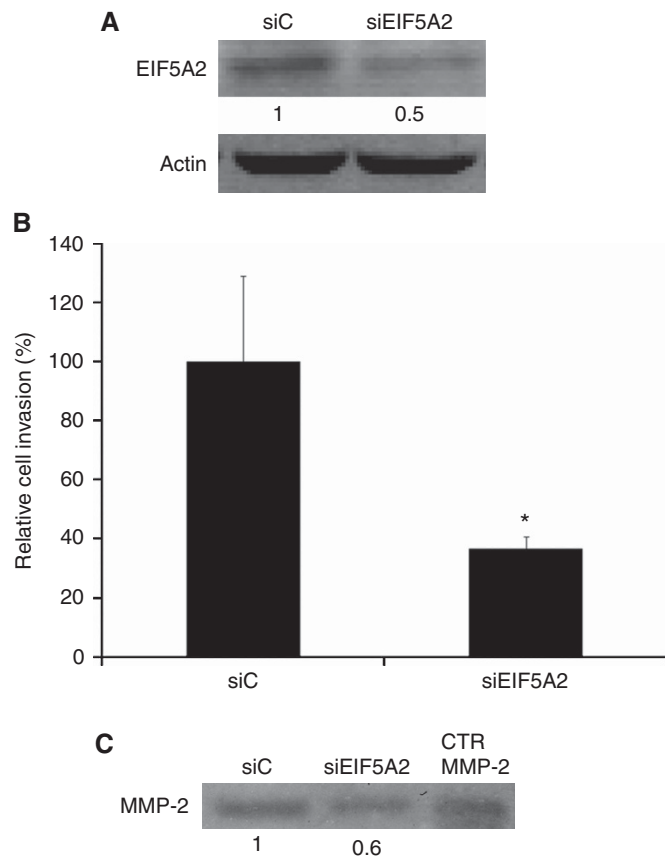 A
siC siEIF5A2
EIF5A2
1 0.5
Actin
B
140
120
100
80
60
40
20
0
Relative cell invasion (%)
*
siC siEIF5A2
C
CTR
siC siEIF5A2 MMP-2
MMP-2
1 0.6